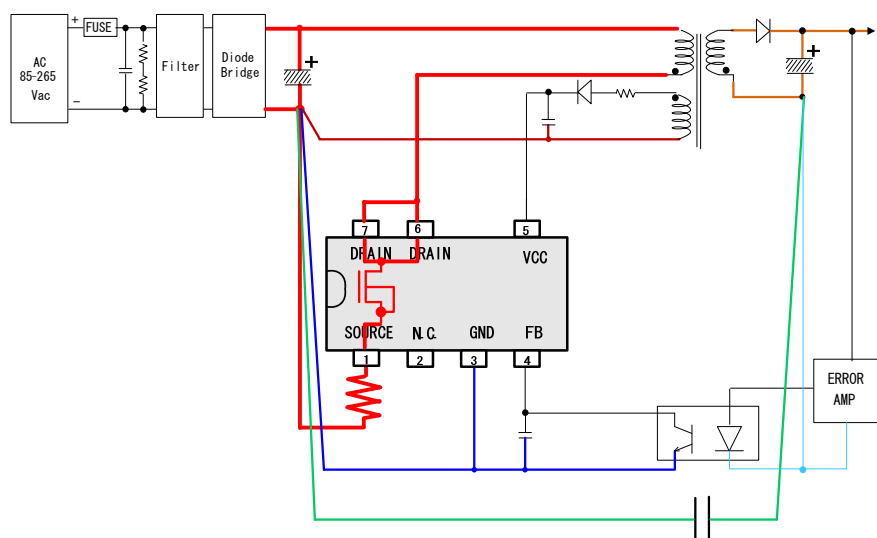 +
FUSE
AC
85-265
Vac
-
Filter
Diode
Bridge
+
+
7
6
5
DRAIN
DRAIN
VCC
SOURCE
N.C.
GND
FB
1
2
3
4
ERROR
AMP